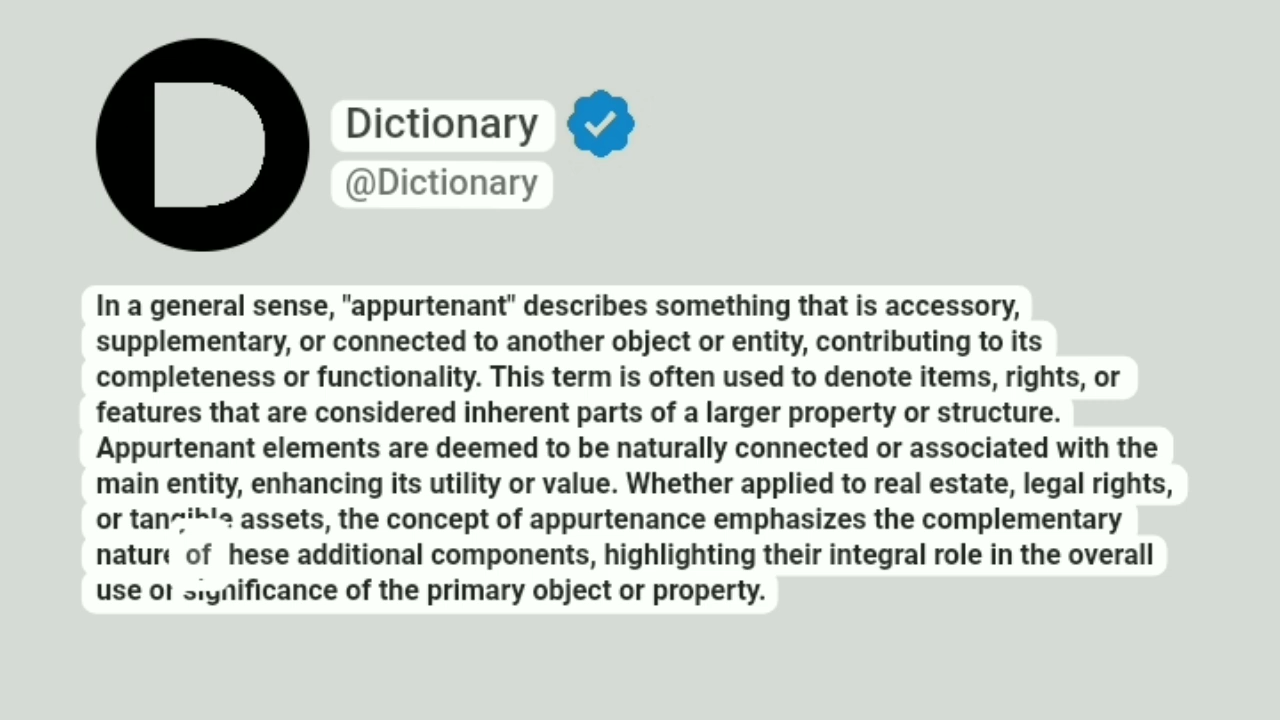 D
Dictionary
@Dictionary
In a general sense, "appurtenant" describes something that is accessory,
supplementary, or connected to another object or entity, contributing to its
completeness or functionality. This term is often used to denote items, rights, or
features that are considered inherent parts of a larger property or structure.
Appurtenant elements are deemed to be naturally connected or associated with the
main entity, enhancing its utility or value. Whether applied to real estate, legal rights,
or tangible assets, the concept of appurtenance emphasizes the complementary
nature of hese additional components, highlighting their integral role in the overall
use or significance of the primary object or property.